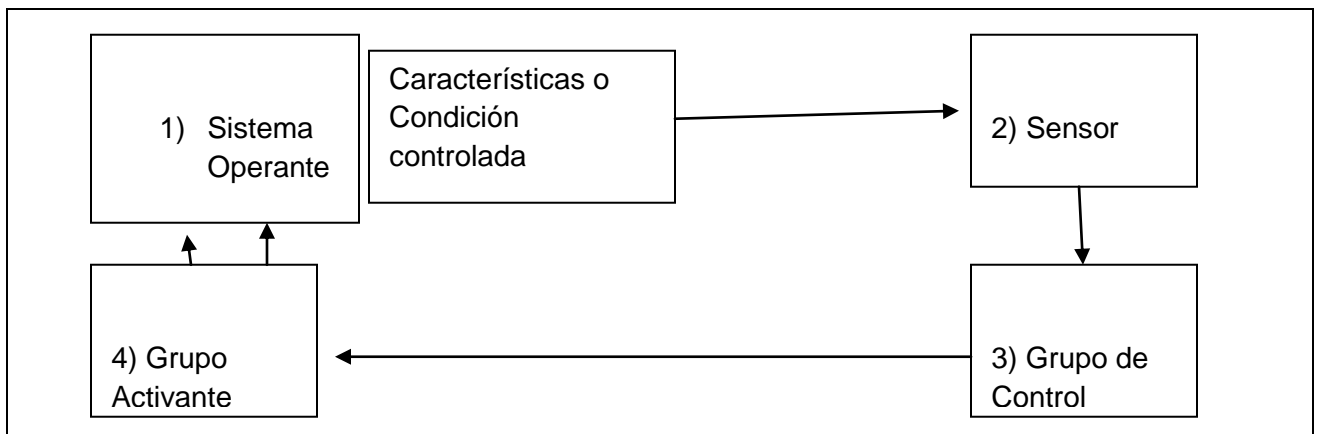 1) Sistema
Operante
Características o
Condición
controlada
2) Sensor
4) Grupo
Activante
3) Grupo de
Control